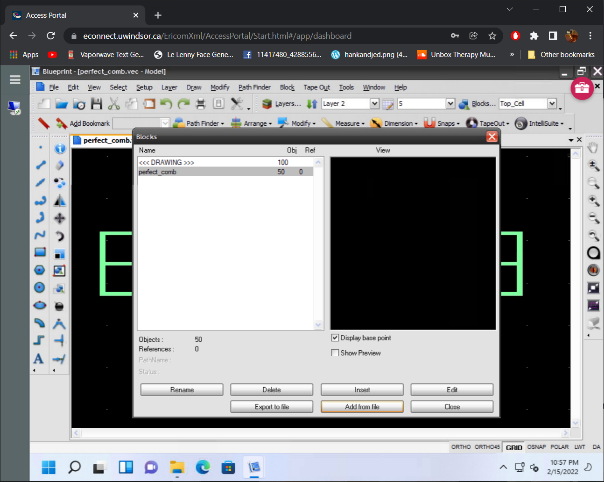 Access Portal
econnect.uwindsor.ca/EricomXml/AccessPortal/Start.html#/app/dashboard
Apps
Vaporwave Text Ge...
Le Lenny Face Gene...
11417480_4288556...
hankandjed.png (4...
Unbox Therapy Mu...
»
Other bookmarks
Blueprint - [perfect_comb.vec - Model]
File Edit View Select Setup Layer Draw Modify Path Finder Block Tape Out Tools Window Help
Layers... Layer 2 5 Blocks... Top_Cell
Add Bookmark Path Finder Arrange Modify Measure Dimension Snaps TapeOut IntelliSuite
perfect_comb.
Blocks
Name Obj Ref View
<<< DRAWING >>> 100
perfect_comb 50 0
Objects : 50
References : 0
PathName :
Status:
Display base point
Show Preview
Rename Delete Insert Edit
Export to file Add from file Close
ORTHO ORTHO45 GRID OSNAP POLAR LWT DA
10:57 PM
2/15/2022